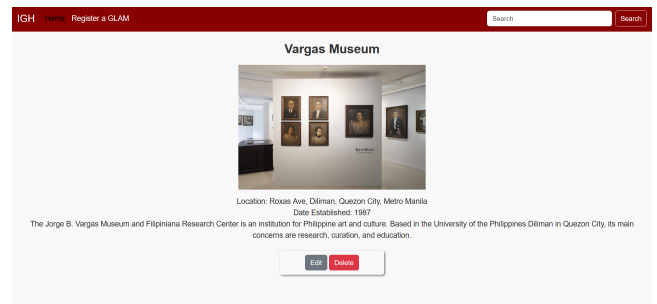 IGH Home Register a GLAM Search Search
Vargas Museum
Location: Roxas Ave, Diliman, Quezon City, Metro Manila
Date Established: 1987
The Jorge B. Vargas Museum and Filipiniana Research Center is an institution for Philippine art and culture. Based in the University of the Philippines Diliman in Quezon City, its main
concerns are research, curation, and education.
Edit Delete